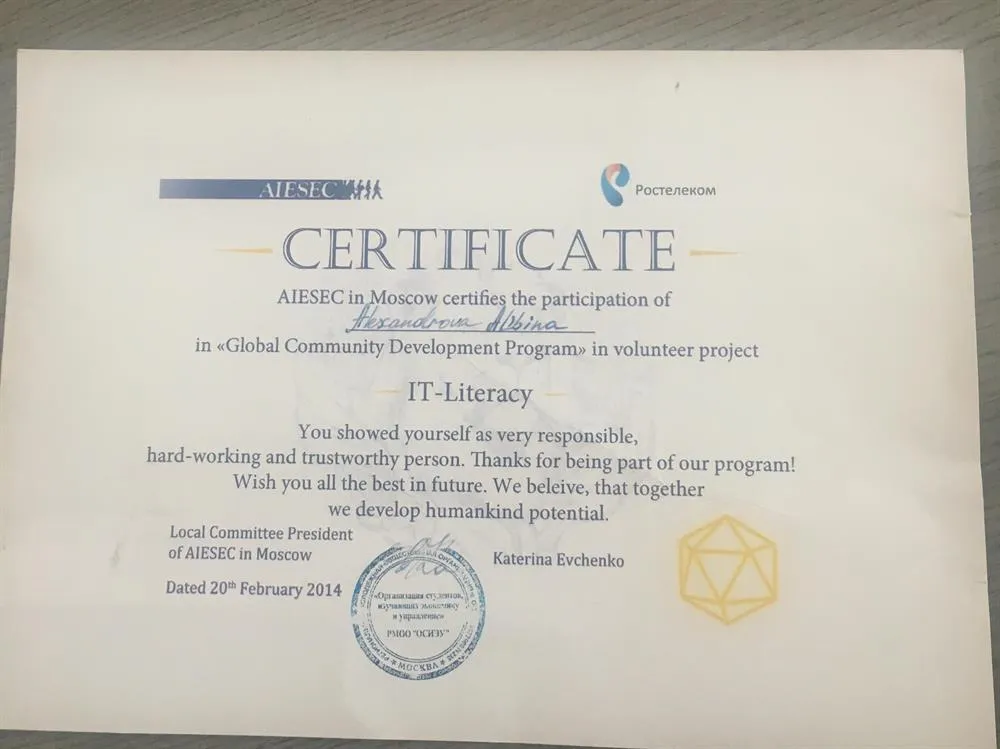 AIESEC
Ростелеком
CERTIFICATE
AIESEC in Moscow certifies the participation of
Alexandrova Albina
in «Global Community Development Program» in volunteer project
IT-Literacy
You showed yourself as very responsible,
hard-working and trustworthy person. Thanks for being part of our program!
Wish you all the best in future. We beleive, that together
we develop humankind potential.
Local Committee President
of AIESEC in Moscow
Katerina Evchenko
Dated 20th February 2014
«Организация студентов,
изучающих экономику
и управление»
РМОО "ОСИЭУ"
* МОСКВА *